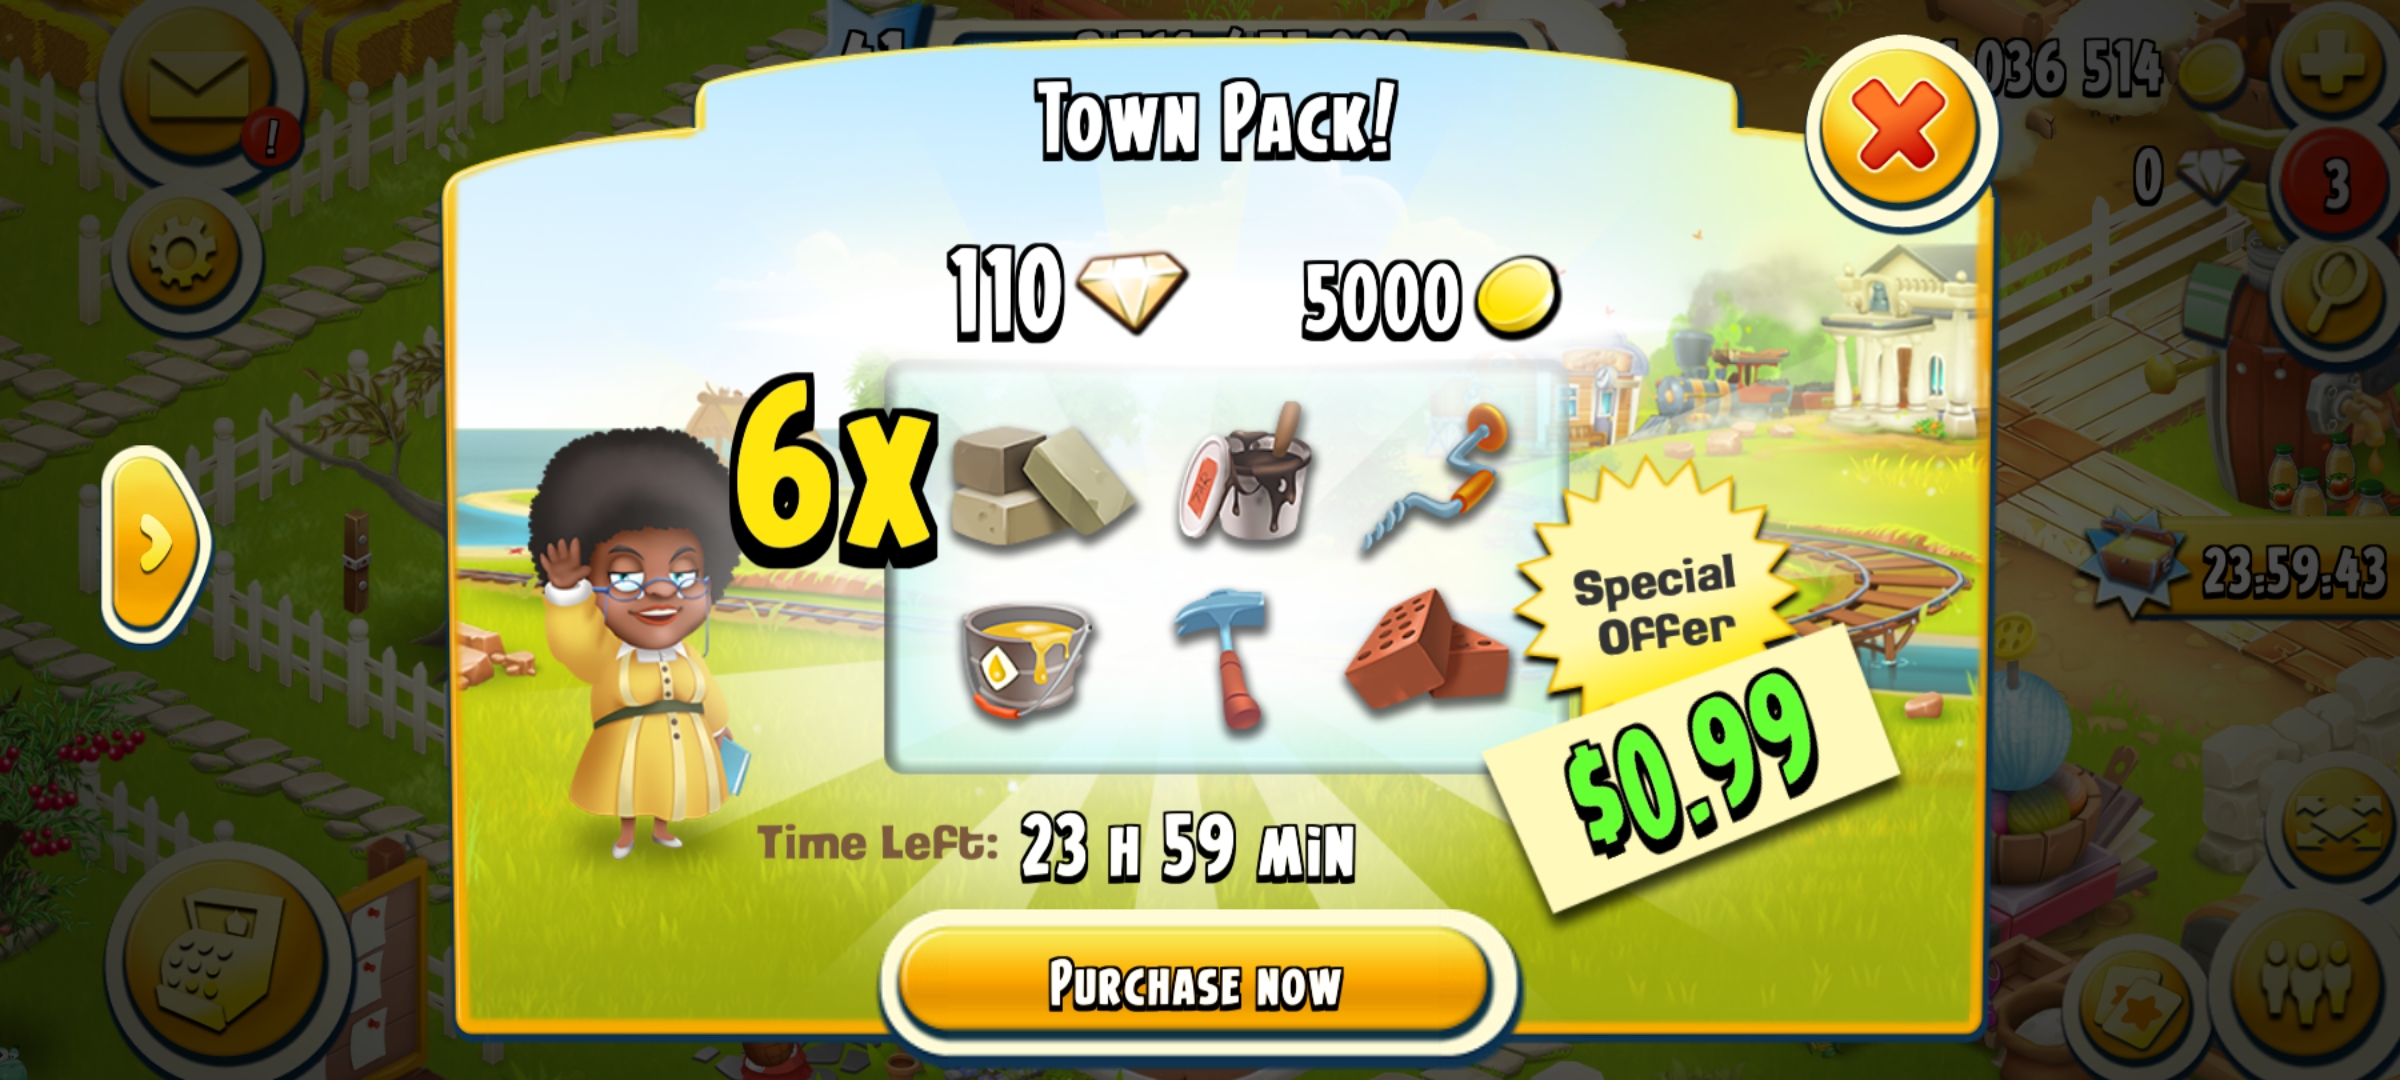 TOWN PACK!
110
5000
6x
TAR
Special
Offer
$0.99
Time Left: 23 H 59 MIN
PURCHASE NOW
!
036 514
0
3
23:59:43